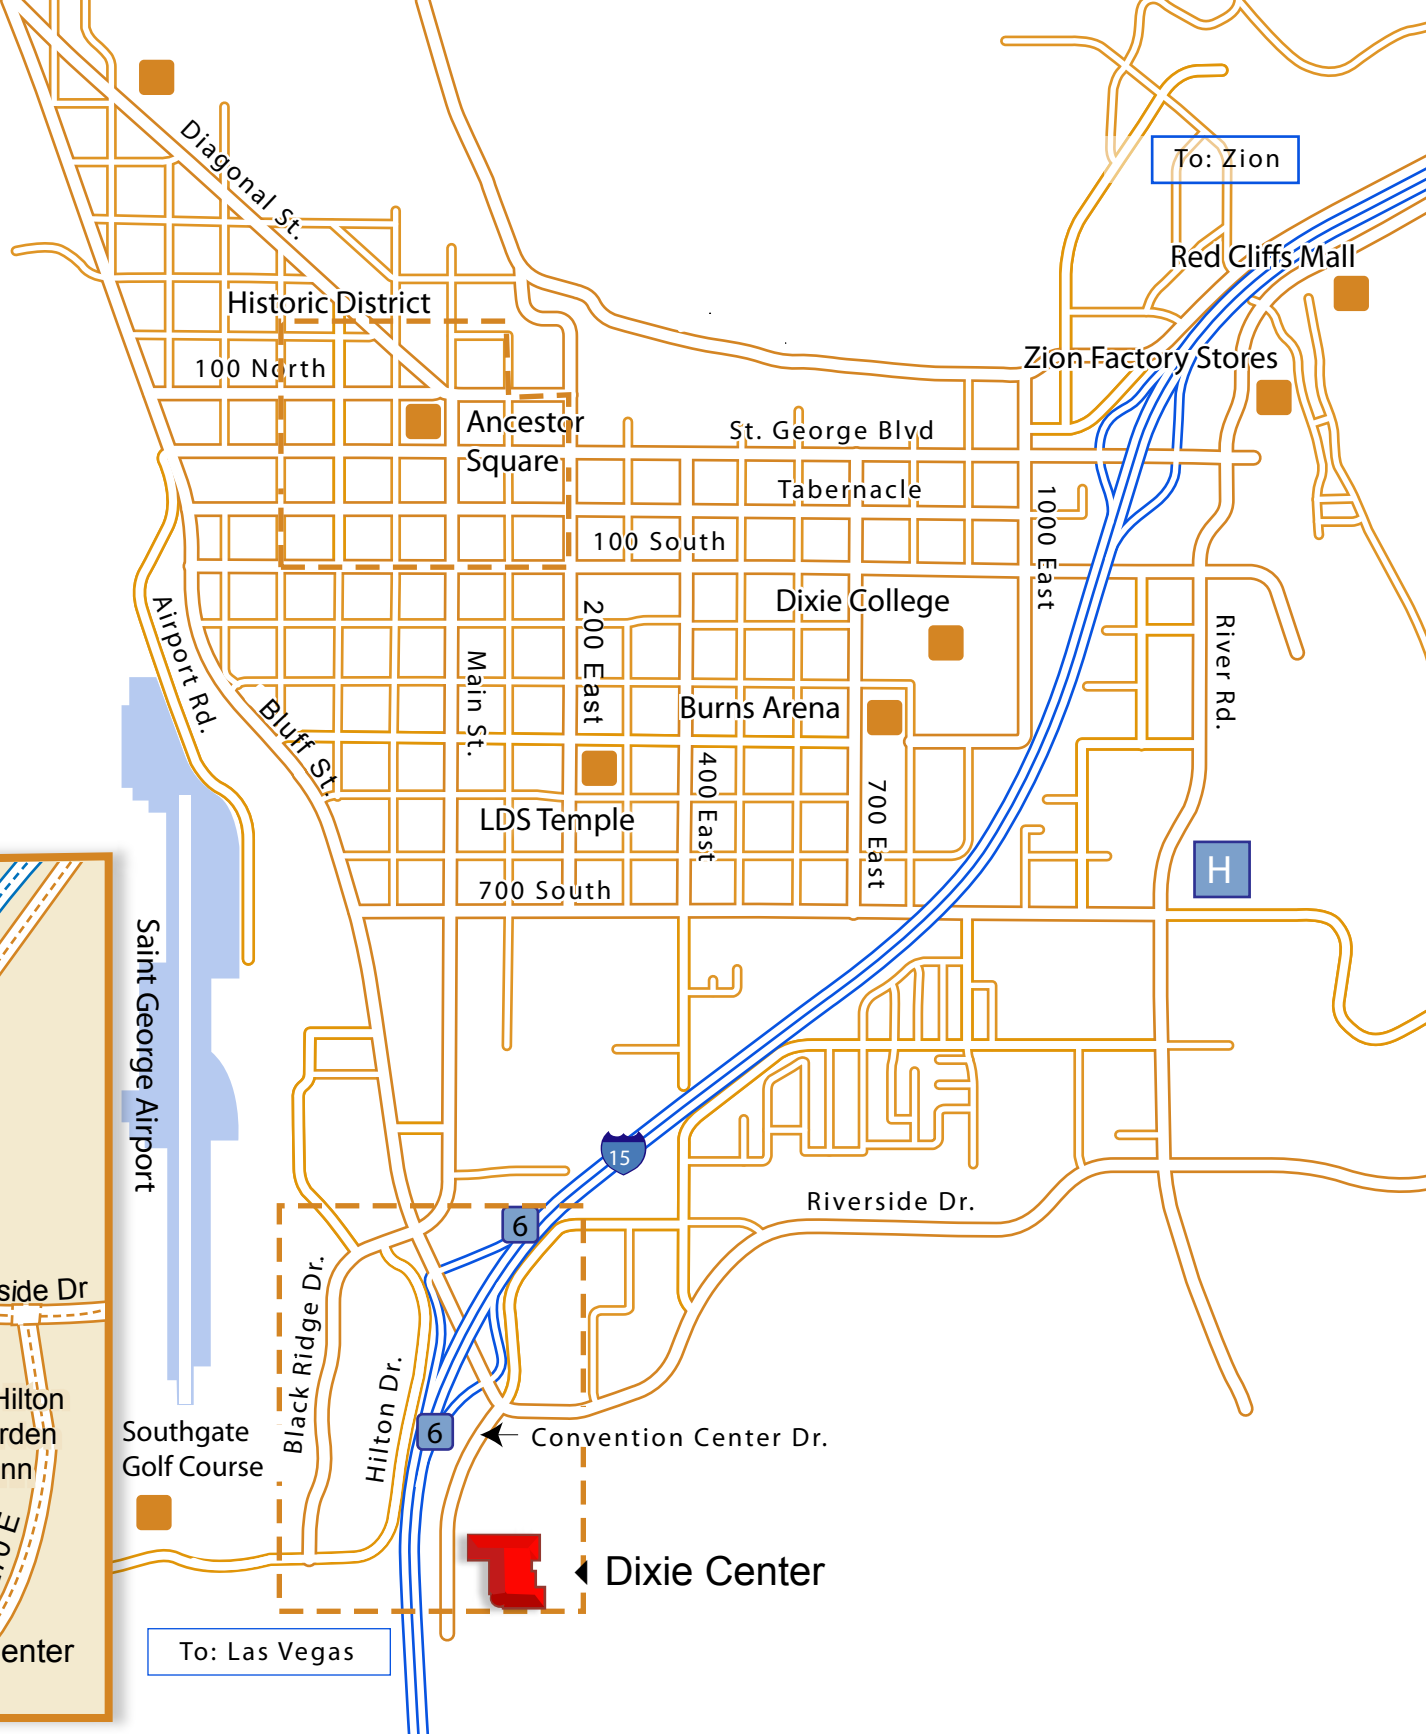 Diagonal St.
To: Zion
Red Cliffs Mall
Historic District
Zion Factory Stores
100 North
Ancestor
Square
St. George Blvd
Tabernacle
1000 East
100 South
Dixie College
200 East
Airport Rd.
River Rd.
Main St.
Burns Arena
Bluff St.
400 East
700 East
LDS Temple
H
700 South
Saint George Airport
15
Riverside Dr.
6
Black Ridge Dr.
side Dr
Hilton Dr.
Hilton
rden
nn
Southgate
Golf Course
6
Convention Center Dr.
Dixie Center
enter
To: Las Vegas